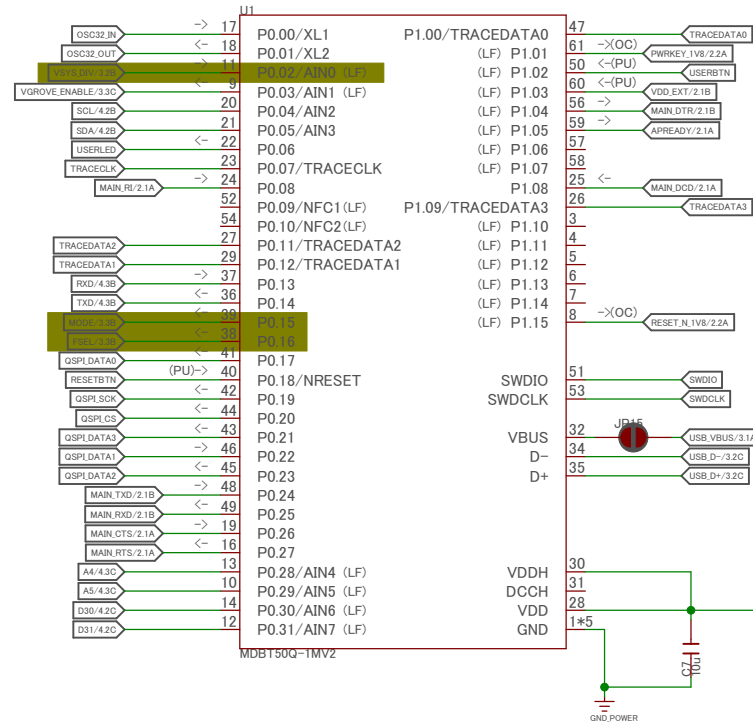 U1
OSC32_IN -> 17 P0.00/XL1 P1.00/TRACEDATA0 47 TRACEDATA0
OSC32_OUT <- 18 P0.01/XL2 (LF) P1.01 61 ->(OC) PWRKEY_1V8/2.2A
VSYS_DIV/3.2B -> 11 P0.02/AIN0 (LF) (LF) P1.02 50 <-(PU) USERBTN
VGROVE_ENABLE/3.3C <- 9 P0.03/AIN1 (LF) (LF) P1.03 60 <-(PU) VDD_EXT/2.1B
SCL/4.2B 20 P0.04/AIN2 (LF) P1.04 56 -> MAIN_DTR/2.1B
SDA/4.2B 21 P0.05/AIN3 (LF) P1.05 59 -> APREADY/2.1A
USERLED <- 22 P0.06 (LF) P1.06 57
TRACECLK 23 P0.07/TRACECLK (LF) P1.07 58
MAIN_RI/2.1A -> 24 P0.08 P1.08 25 <- MAIN_DCD/2.1A
52 P0.09/NFC1(LF) P1.09/TRACEDATA3 26 TRACEDATA3
54 P0.10/NFC2(LF) (LF) P1.10 3
TRACEDATA2 27 P0.11/TRACEDATA2 (LF) P1.11 4
TRACEDATA1 29 P0.12/TRACEDATA1 (LF) P1.12 5
RXD/4.3B -> 37 P0.13 (LF) P1.13 6
TXD/4.3B <- 36 P0.14 (LF) P1.14 7
MODE/3.3B <- 39 P0.15 (LF) P1.15 8 ->(OC) RESET_N_1V8/2.2A
FSEL/3.3B <- 38 P0.16
QSPI_DATA0 <- 41 P0.17
RESETBTN (PU)-> 40 P0.18/NRESET SWDIO 51 SWDIO
QSPI_SCK <- 42 P0.19 SWDCLK 53 SWDCLK
QSPI_CS <- 44 P0.20 JP15
QSPI_DATA3 <- 43 P0.21 VBUS 32 USB_VBUS/3.1A
QSPI_DATA1 -> 46 P0.22 D- 34 USB_D-/3.2C
QSPI_DATA2 <- 45 P0.23 D+ 35 USB_D+/3.2C
MAIN_TXD/2.1B -> 48 P0.24
MAIN_RXD/2.1B <- 49 P0.25
MAIN_CTS/2.1A -> 19 P0.26
MAIN_RTS/2.1A <- 16 P0.27
A4/4.3C 13 P0.28/AIN4 (LF) VDDH 30
A5/4.3C 10 P0.29/AIN5 (LF) DCCH 31
D30/4.2C 14 P0.30/AIN6 (LF) VDD 28
D31/4.2C 12 P0.31/AIN7 (LF) GND 1*5
MDBT50Q-1MV2
C7
10u
GND_POWER